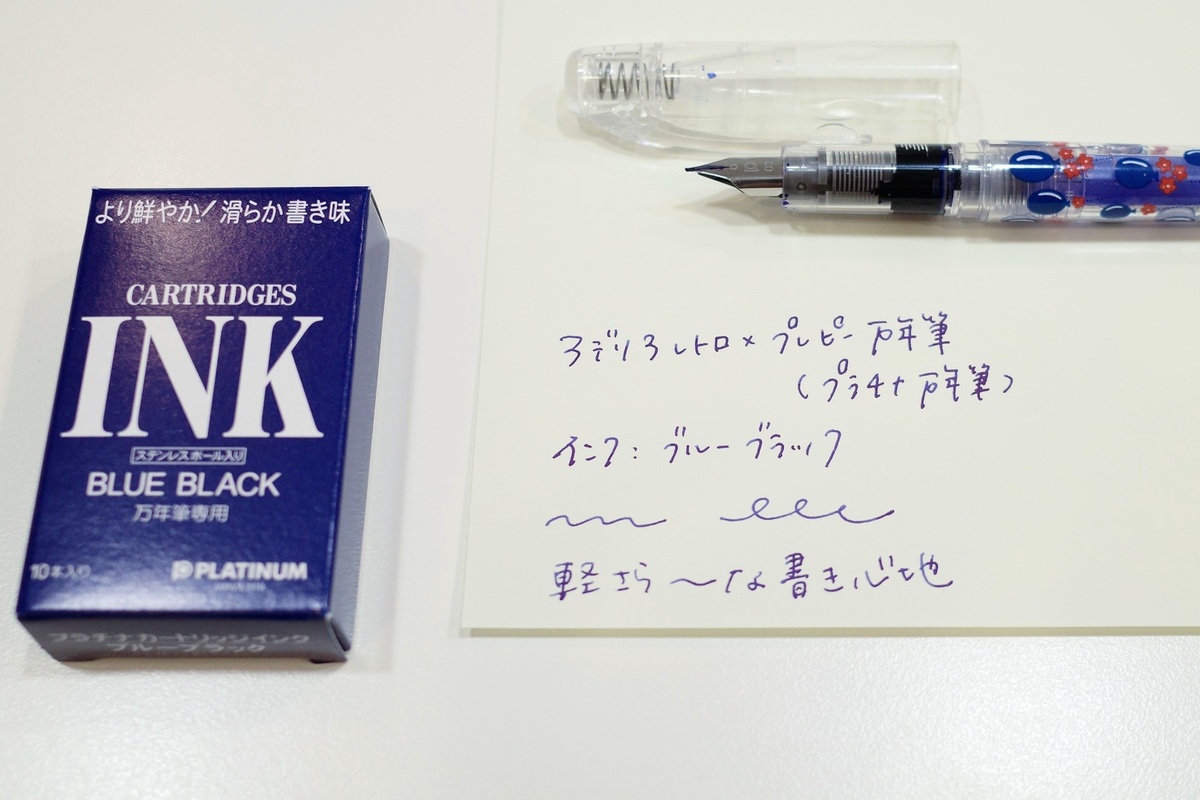 より鮮やか! 滑らか書き味
CARTRIDGES
INK
ステンレスボール入り
BLUE BLACK
万年筆専用
10本入り
PLATINUM
プラチナカートリッジインク
ブルーブラック
レトロ×プレピー万年筆
(プラチナ万年筆)
インク:ブルーブラック
軽さら〜な書き心地